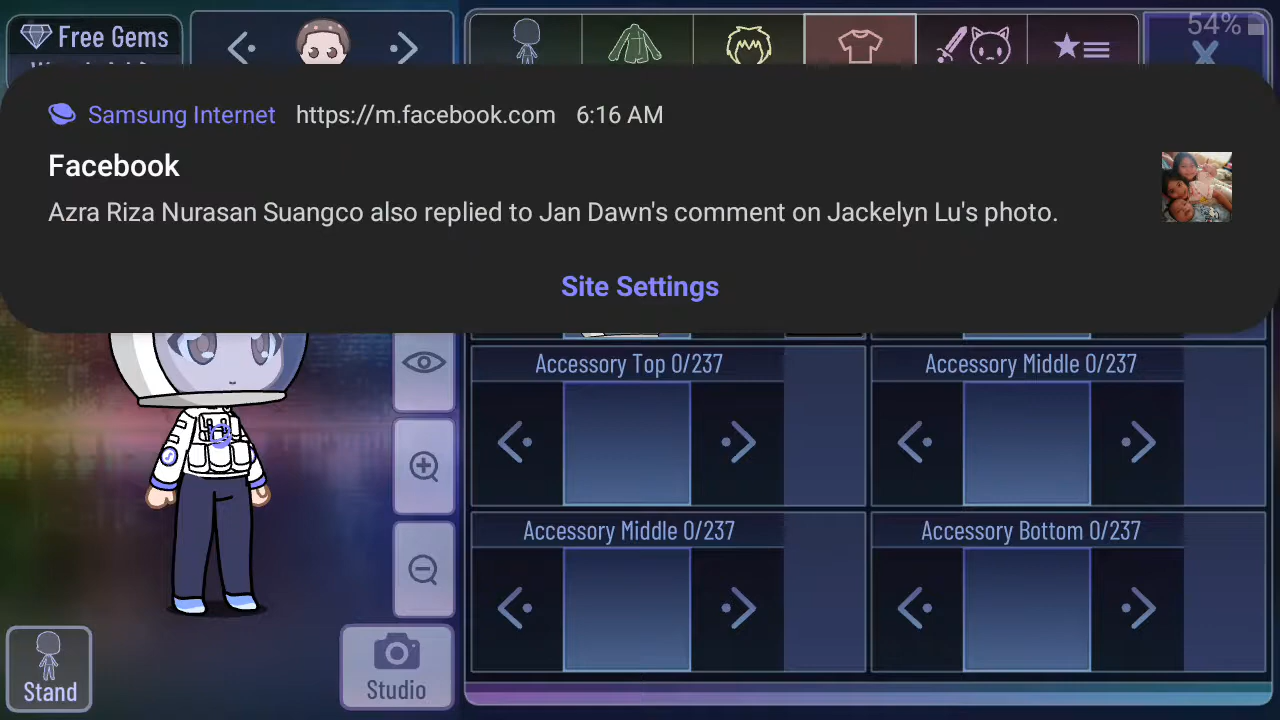 Free Gems
54%
Samsung Internet https://m.facebook.com 6:16 AM
Facebook
Azra Riza Nurasan Suangco also replied to Jan Dawn's comment on Jackelyn Lu's photo.
Site Settings
Accessory Top 0/237
Accessory Middle 0/237
Accessory Middle 0/237
Accessory Bottom 0/237
Stand
Studio